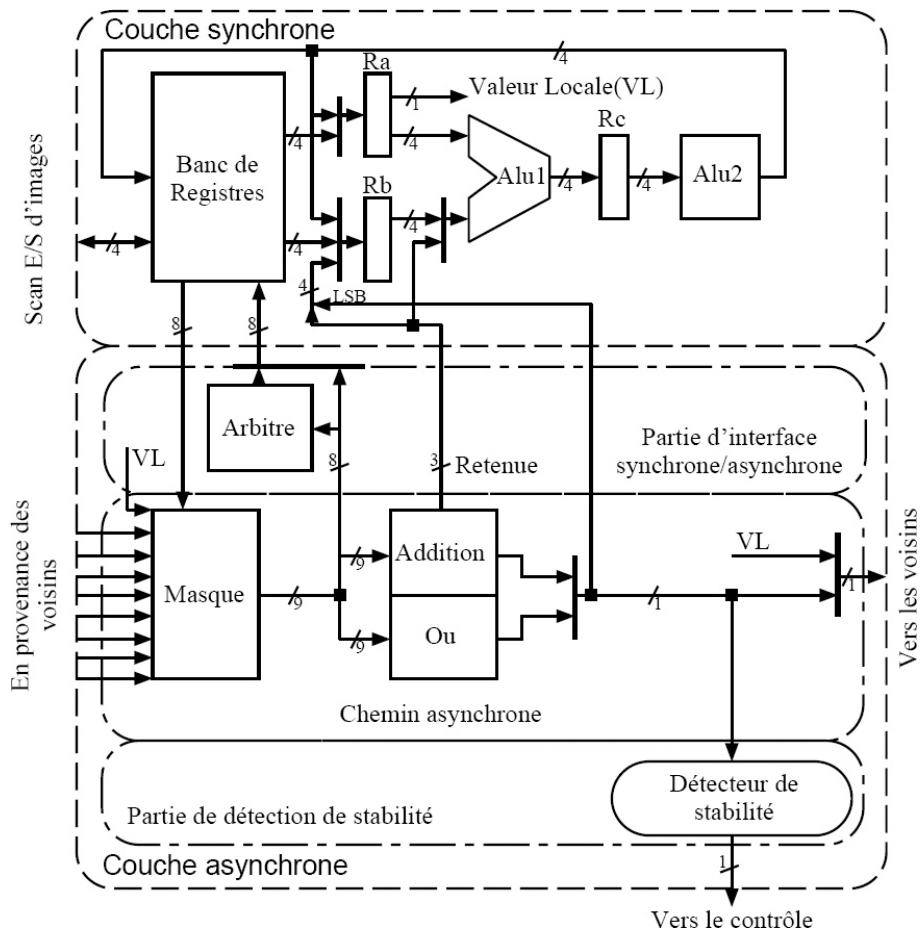 Couche synchrone
4
Ra
Valeur Locale(VL)
1
Rc
4
4
Banc de
Registres
Alu1
4
4
Alu2
Rb
4
4
4
Scan E/S d'images
4
LSB
8
8
Arbitre
Partie d'interface
synchrone/asynchrone
VL
8
3
Retenue
En provenance des
voisins
Addition
VL
Vers les voisins
Masque
9
9
1
1
Ou
9
Chemin asynchrone
Détecteur de
stabilité
Partie de détection de stabilité
Couche asynchrone
1
Vers le contrôle